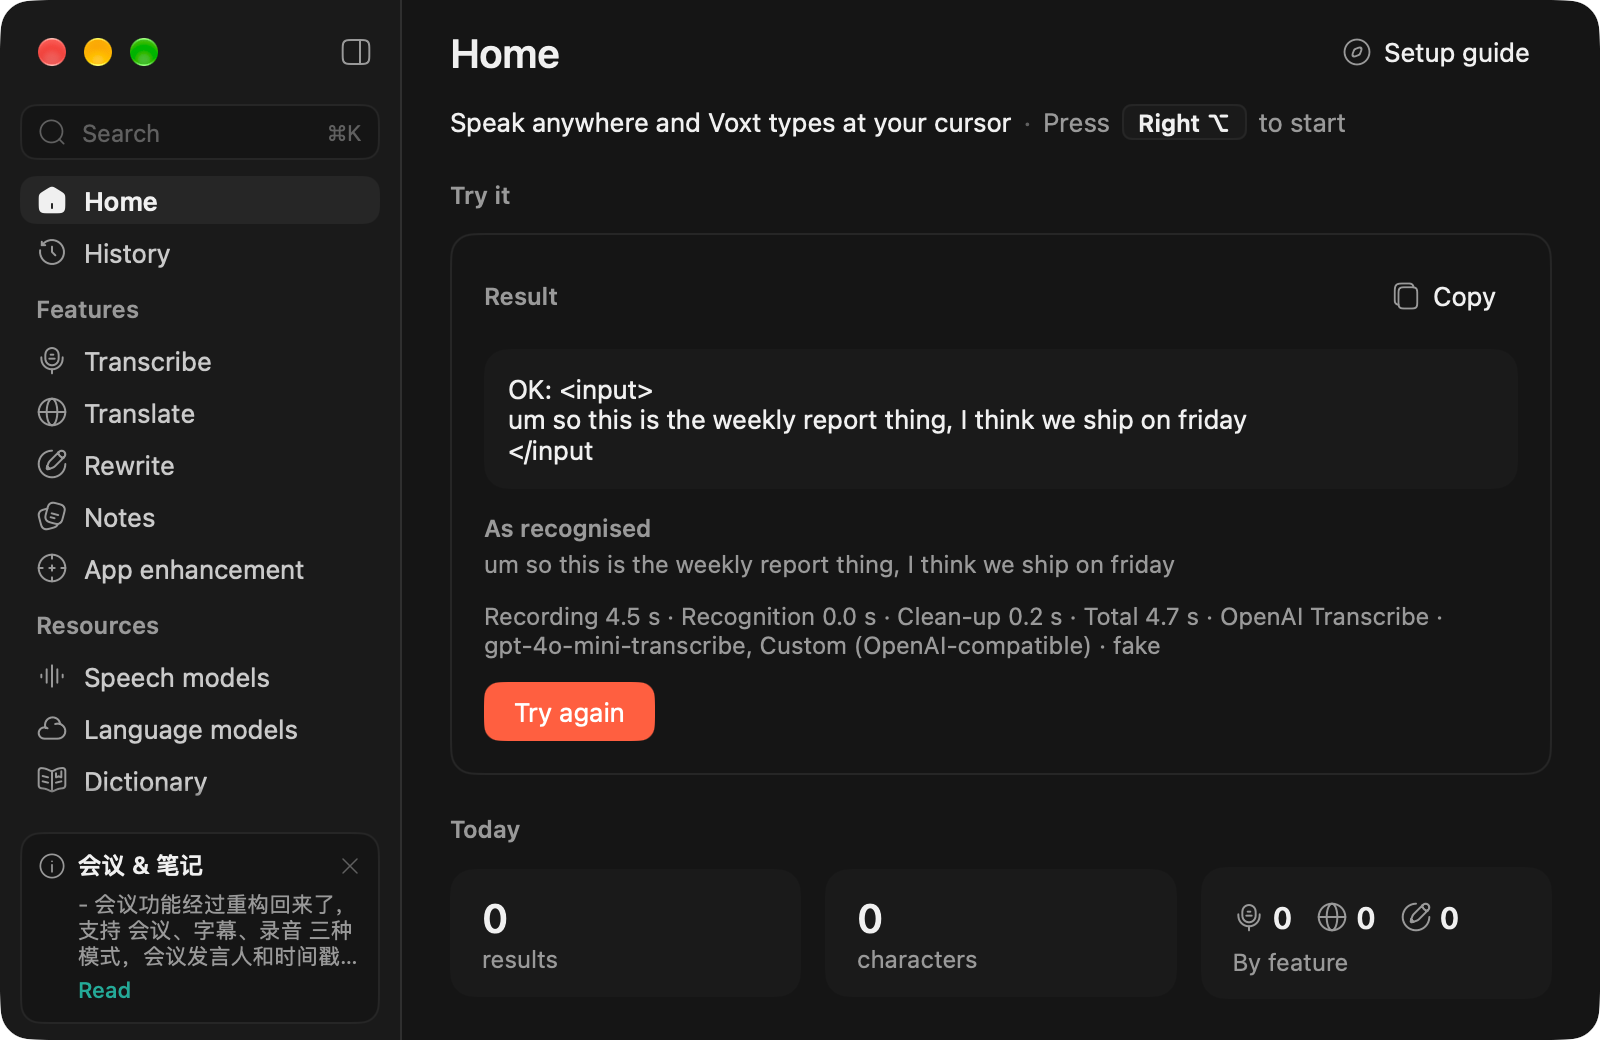 Search ⌘K
Home
History
Features
Transcribe
Translate
Rewrite
Notes
App enhancement
Resources
Speech models
Language models
Dictionary
会议 & 笔记
- 会议功能经过重构回来了，
支持 会议、字幕、录音 三种
模式，会议发言人和时间戳...
Read
Home
Setup guide
Speak anywhere and Voxt types at your cursor · Press Right ⌥ to start
Try it
Result
Copy
OK: <input>
um so this is the weekly report thing, I think we ship on friday
</input
As recognised
um so this is the weekly report thing, I think we ship on friday
Recording 4.5 s · Recognition 0.0 s · Clean-up 0.2 s · Total 4.7 s · OpenAI Transcribe ·
gpt-4o-mini-transcribe, Custom (OpenAI-compatible) · fake
Try again
Today
0
results
0
characters
0 0 0
By feature